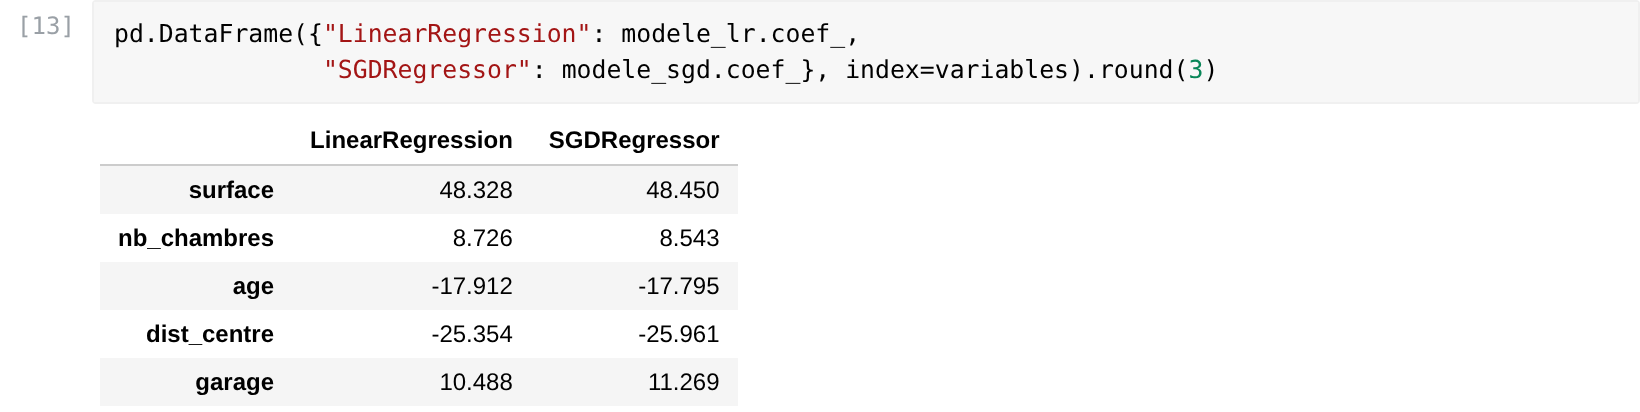 [13] pd.DataFrame({"LinearRegression": modele_lr.coef_,
"SGDRegressor": modele_sgd.coef_}, index=variables).round(3)
LinearRegression SGDRegressor
surface 48.328 48.450
nb_chambres 8.726 8.543
age -17.912 -17.795
dist_centre -25.354 -25.961
garage 10.488 11.269